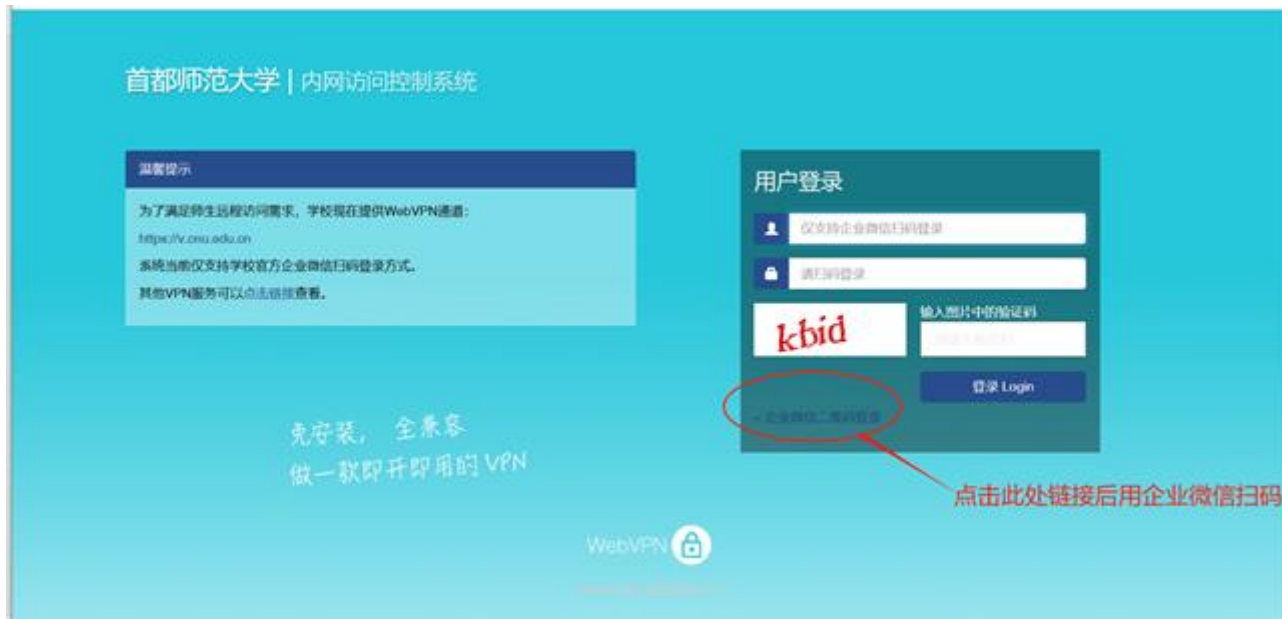 首都师范大学 | 内网访问控制系统
温馨提示
为了满足师生远程访问需求，学校现在提供WebVPN通道：
https://v.cnu.edu.cn
系统当前仅支持学校官方企业微信扫码登录方式。
其他VPN服务可以点击链接查看。
用户登录
仅支持企业微信扫码登录
请扫码登录
kbid
输入图片中的验证码
登录 Login
企业微信二维码登录
点击此处链接后用企业微信扫码
免安装， 全兼容
做一款即开即用的 VPN
WebVPN